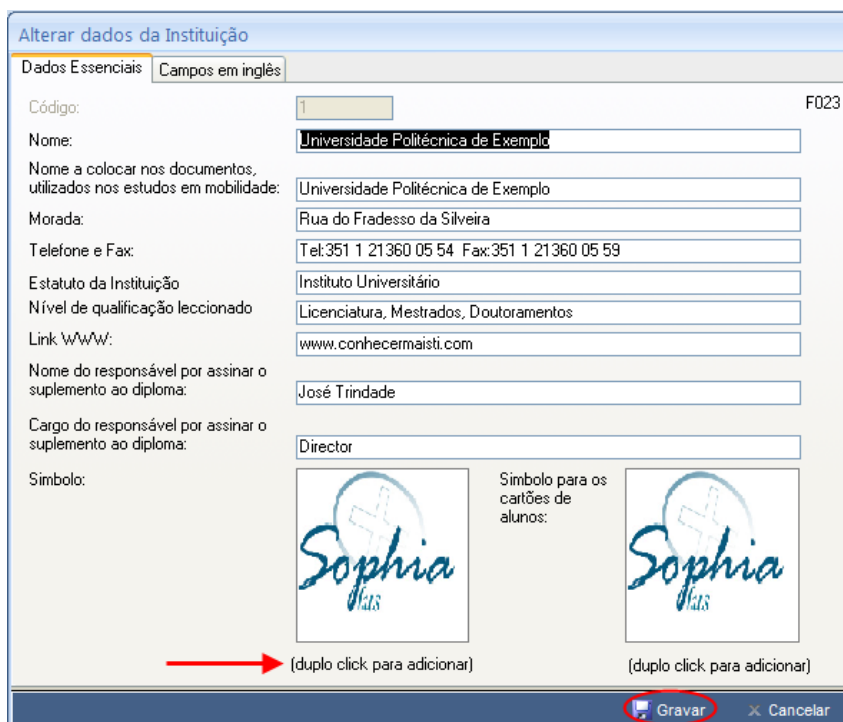 Alterar dados da Instituição
Dados Essenciais Campos em inglês
Código: 1 F023
Nome: Universidade Politécnica de Exemplo
Nome a colocar nos documentos,
utilizados nos estudos em mobilidade: Universidade Politécnica de Exemplo
Morada: Rua do Fradesso da Silveira
Telefone e Fax: Tel:351 1 21360 05 54 Fax:351 1 21360 05 59
Estatuto da Instituição Instituto Universitário
Nível de qualificação leccionado Licenciatura, Mestrados, Doutoramentos
Link WWW: www.conhecermaisti.com
Nome do responsável por assinar o
suplemento ao diploma: José Trindade
Cargo do responsável por assinar o
suplemento ao diploma: Director
Simbolo: Simbolo para os
cartões de
alunos:
Sophia Sophia
(duplo click para adicionar) (duplo click para adicionar)
Gravar Cancelar